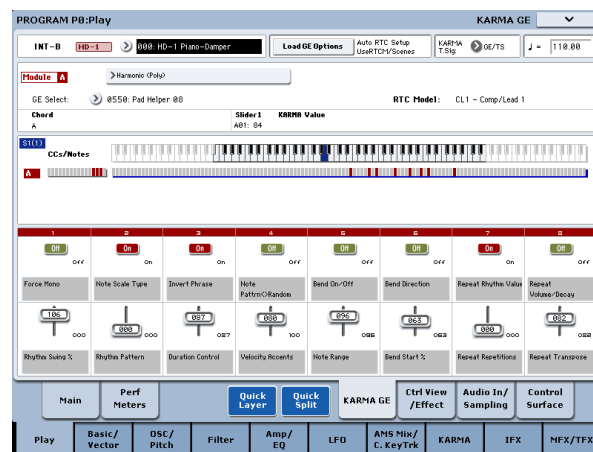 PROGRAM P0:Play
KARMA GE
INT-B HD-1 000: HD-1 Piano-Damper
Load GE Options
Auto RTC Setup
UseRTCM/Scenes
KARMA
T.Sig:
GE/TS
♩ = 110.00
Module A
Harmonic (Poly)
GE Select: 0550: Pad Helper 08
RTC Model: CL1 - Comp/Lead 1
Chord
Slider1
KARMA Value
A
A01: 84
S1(1)
CCs/Notes
A
1 2 3 4 5 6 7 8
Off On On Off Off Off On Off
Off On On Off Off Off On Off
Force Mono
Note Scale Type
Invert Phrase
Note
Pattrn<>Random
Bend On/Off
Bend Direction
Repeat Rhythm Value
Repeat
Volume/Decay
106 000 087 080 096 063 000 082
000 000 087 100 096 063 000 082
Rhythm Swing %
Rhythm Pattern
Duration Control
Velocity Accents
Note Range
Bend Start %
Repeat Repetitions
Repeat Transpose
Main
Perf
Meters
Quick
Layer
Quick
Split
KARMA GE
Ctrl View
/Effect
Audio In/
Sampling
Control
Surface
Play
Basic/
Vector
OSC/
Pitch
Filter
Amp/
EQ
LFO
AMS Mix/
C. KeyTrk
KARMA
IFX
MFX/TFX